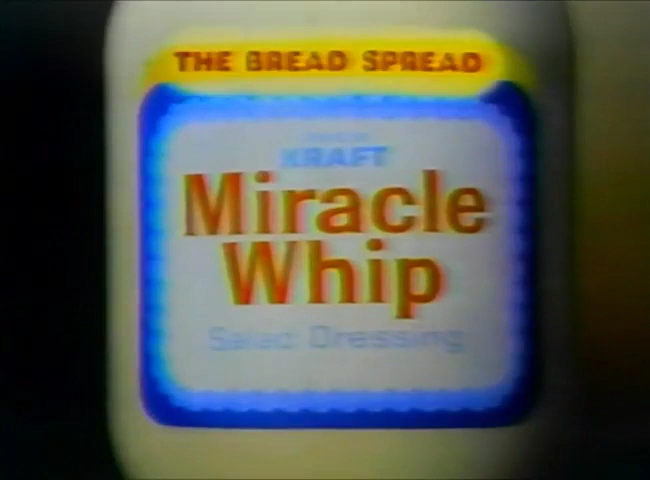 THE BREAD SPREAD
KRAFT
Miracle
Whip
Salad Dressing